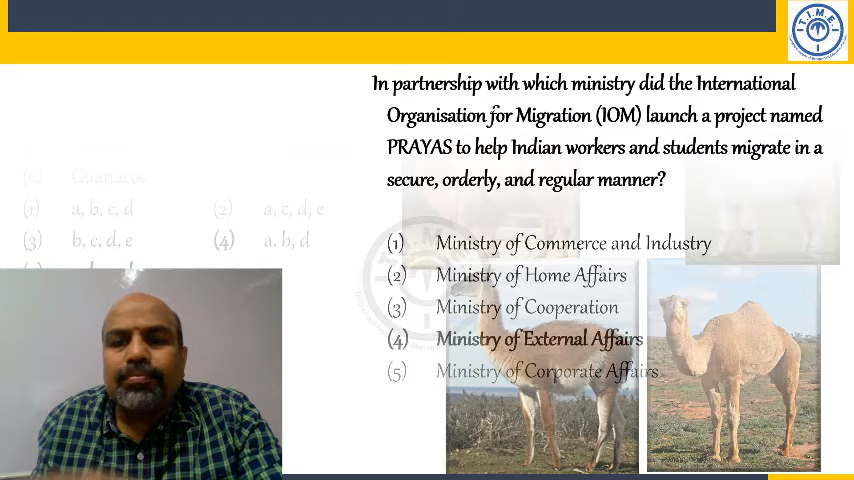 T.I.M.E.
In partnership with which ministry did the International
Organisation for Migration (IOM) launch a project named
PRAYAS to help Indian workers and students migrate in a
secure, orderly, and regular manner?
(e) Guanacos
(1) a, b, c, d (2) a, c, d, e
(3) b, c, d, e (4) a, b, d
(1) Ministry of Commerce and Industry
(2) Ministry of Home Affairs
(3) Ministry of Cooperation
(4) Ministry of External Affairs
(5) Ministry of Corporate Affairs